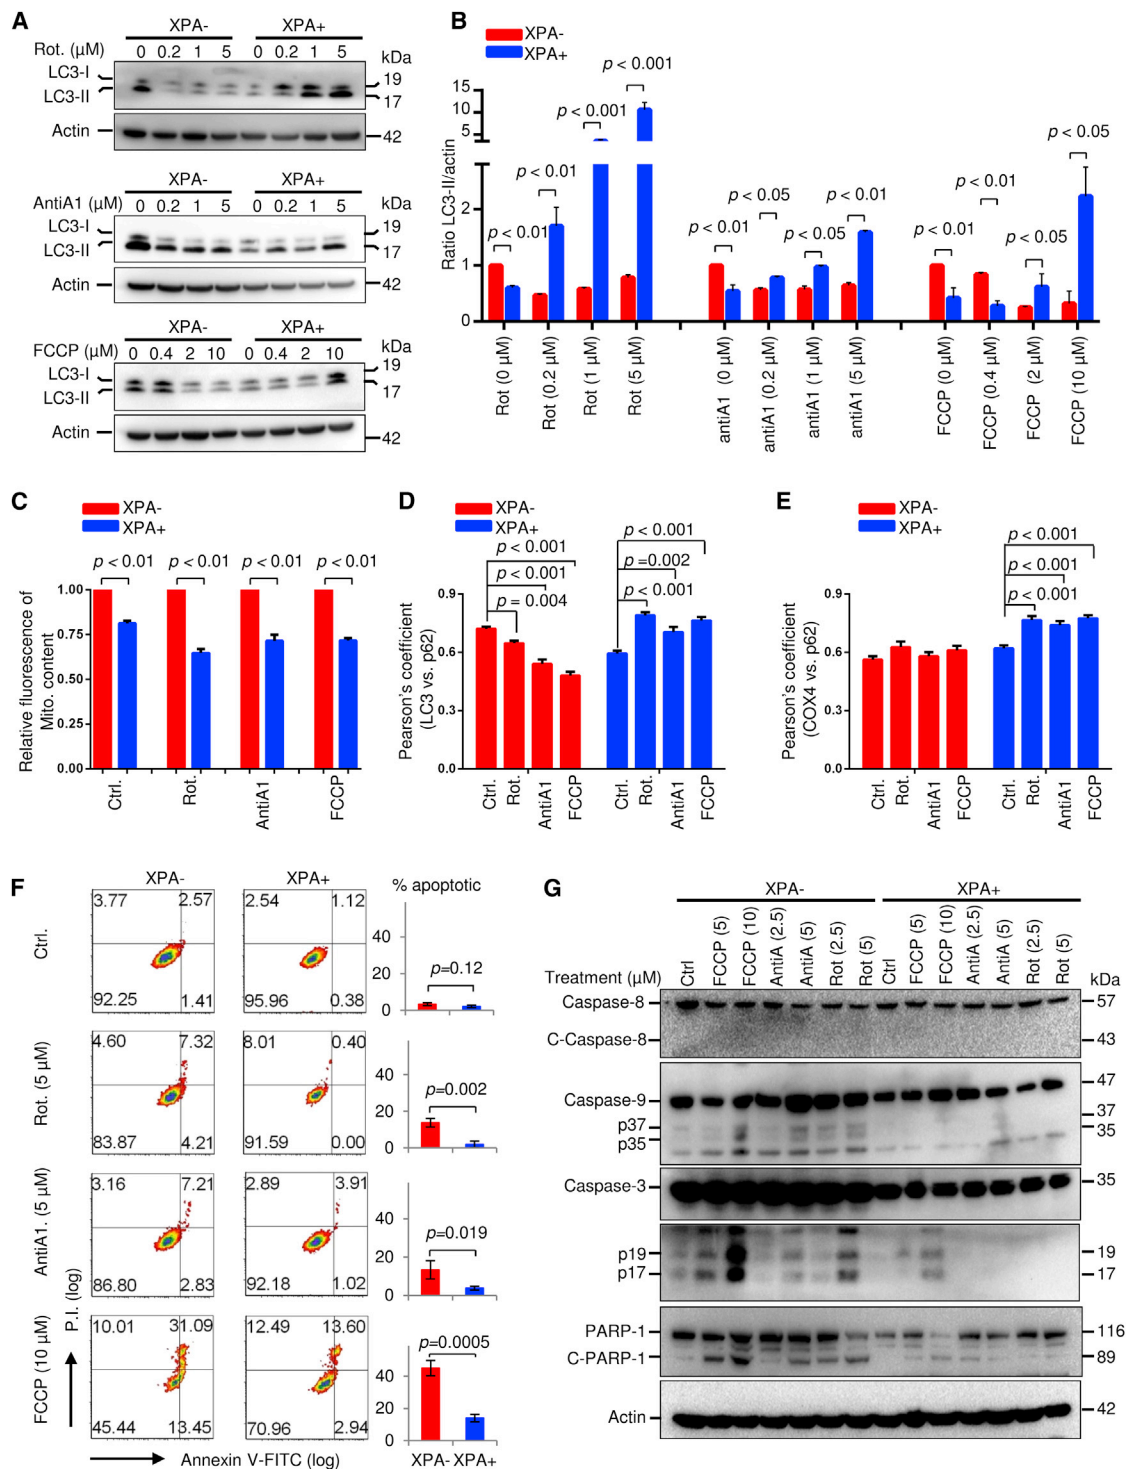 A
XPA- XPA+
Rot. (µM) 0 0.2 1 5 0 0.2 1 5 kDa
LC3-I 19
LC3-II 17
Actin 42
XPA- XPA+
AntiA1 (µM) 0 0.2 1 5 0 0.2 1 5 kDa
LC3-I 19
LC3-II 17
Actin 42
XPA- XPA+
FCCP (µM) 0 0.4 2 10 0 0.4 2 10 kDa
LC3-I 19
LC3-II 17
Actin 42
B
XPA-
XPA+
Ratio LC3-II/actin
15
10
5
2
1
0
p < 0.01
p < 0.01
p < 0.001
p < 0.001
p < 0.01
p < 0.05
p < 0.05
p < 0.01
p < 0.01
p < 0.01
p < 0.05
p < 0.05
Rot (0 µM)
Rot (0.2 µM)
Rot (1 µM)
Rot (5 µM)
antiA1 (0 µM)
antiA1 (0.2 µM)
antiA1 (1 µM)
antiA1 (5 µM)
FCCP (0 µM)
FCCP (0.4 µM)
FCCP (2 µM)
FCCP (10 µM)
C
XPA-
XPA+
p < 0.01 p < 0.01 p < 0.01 p < 0.01
Relative fluorescence of
Mito. content
1.00
0.75
0.50
0.25
0.00
Ctrl. Rot. AntiA1 FCCP
D
XPA-
XPA+
p < 0.001
p < 0.001
p = 0.004
p < 0.001
p =0.002
p < 0.001
Pearson's coefficient
(LC3 vs. p62)
0.9
0.6
0.3
0.0
Ctrl. Rot. AntiA1 FCCP Ctrl. Rot. AntiA1 FCCP
E
XPA-
XPA+
p < 0.001
p < 0.001
p < 0.001
Pearson's coefficient
(COX4 vs. p62)
0.9
0.6
0.3
0.0
Ctrl. Rot. AntiA1 FCCP Ctrl. Rot. AntiA1 FCCP
F
XPA- XPA+ % apoptotic
Ctrl.
3.77 2.57 2.54 1.12
92.25 1.41 95.96 0.38
40
20
0
p=0.12
Rot. (5 µM)
4.60 7.32 8.01 0.40
83.87 4.21 91.59 0.00
40
20
0
p=0.002
AntiA1. (5 µM)
3.16 7.21 2.89 3.91
86.80 2.83 92.18 1.02
40
20
0
p=0.019
FCCP (10 µM)
10.01 31.09 12.49 13.60
45.44 13.45 70.96 2.94
40
20
0
p=0.0005
P.I. (log)
Annexin V-FITC (log)
XPA- XPA+
G
XPA- XPA+
Treatment (µM) Ctrl FCCP (5) FCCP (10) AntiA (2.5) AntiA (5) Rot (2.5) Rot (5) Ctrl FCCP (5) FCCP (10) AntiA (2.5) AntiA (5) Rot (2.5) Rot (5) kDa
Caspase-8 57
C-Caspase-8 43
47
Caspase-9
37
p37 35
p35
Caspase-3 35
p19 19
p17 17
PARP-1 116
C-PARP-1 89
Actin 42